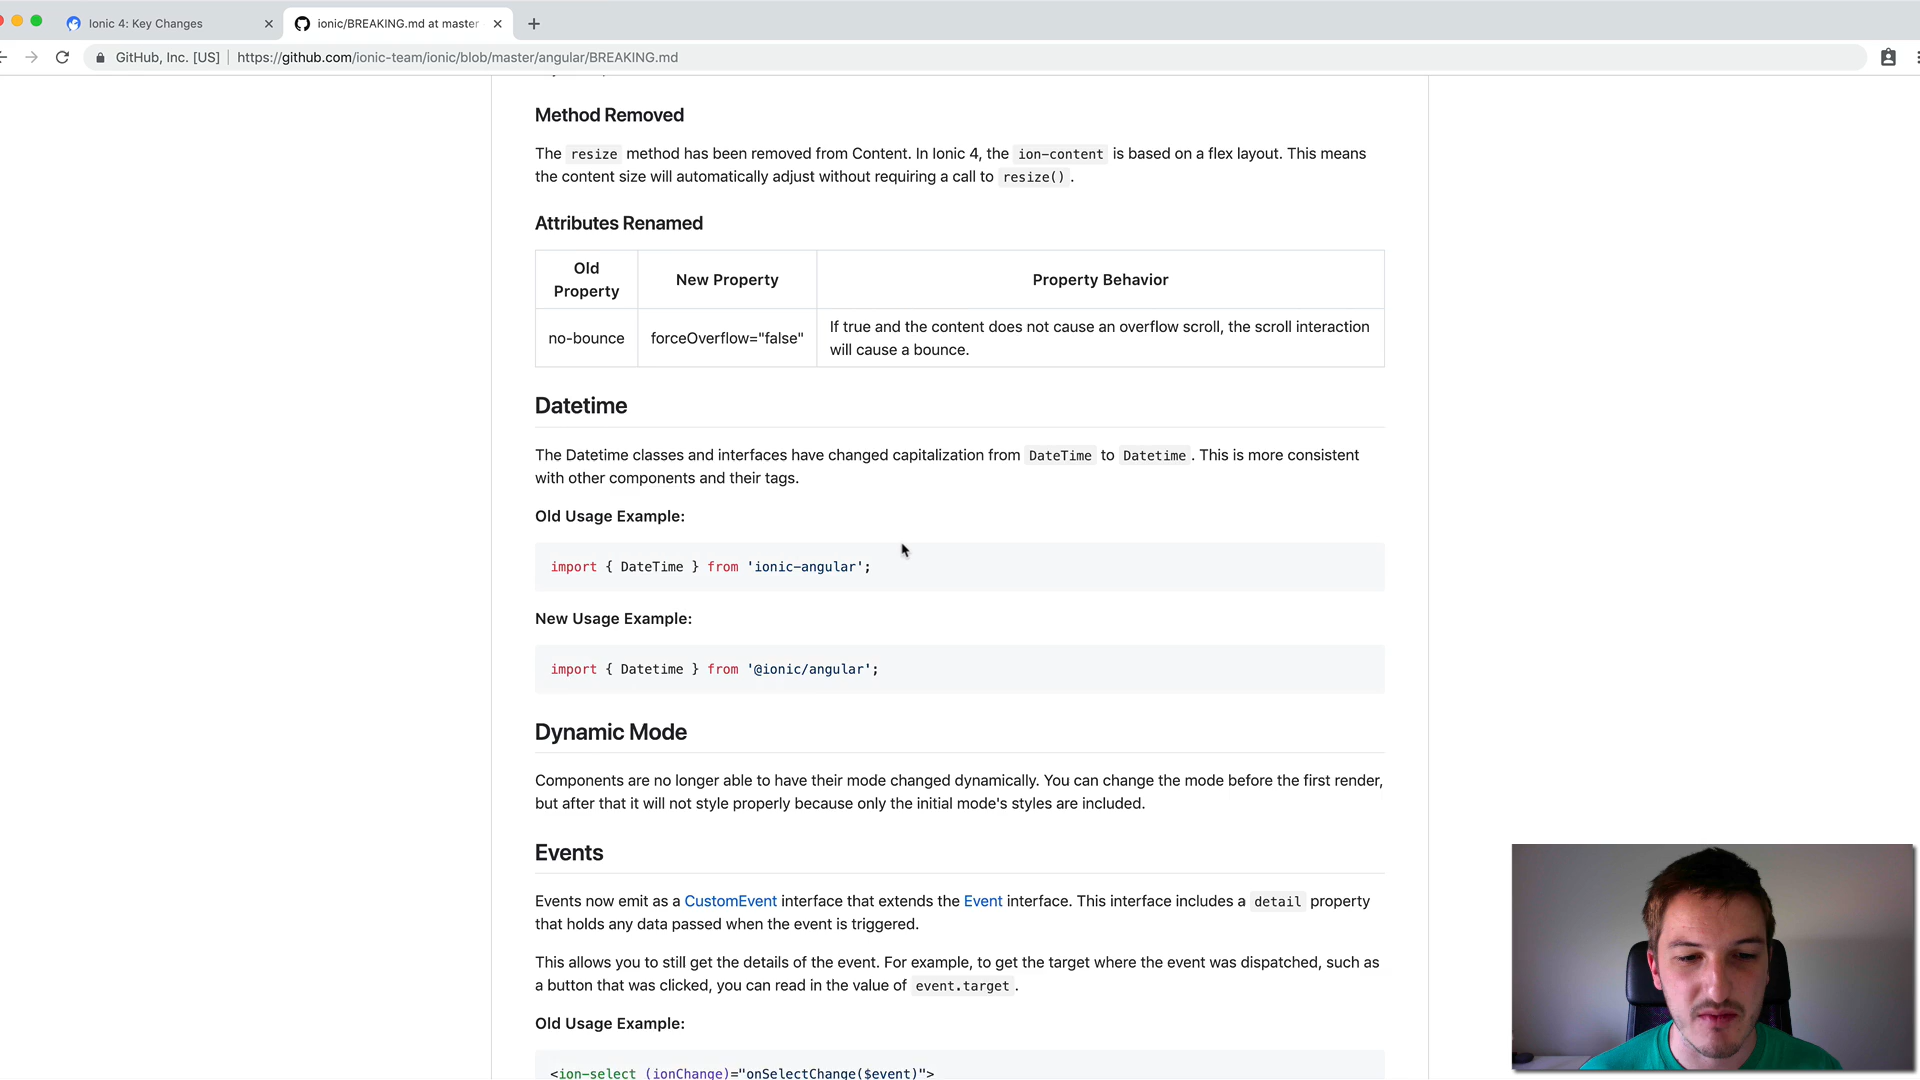 Ionic 4: Key Changes
ionic/BREAKING.md at master
GitHub, Inc. [US]
https://github.com/ionic-team/ionic/blob/master/angular/BREAKING.md
Method Removed
The resize method has been removed from Content. In Ionic 4, the ion-content is based on a flex layout. This means
the content size will automatically adjust without requiring a call to resize() .
Attributes Renamed
Old
Property
New Property
Property Behavior
no-bounce
forceOverflow="false"
If true and the content does not cause an overflow scroll, the scroll interaction
will cause a bounce.
Datetime
The Datetime classes and interfaces have changed capitalization from DateTime to Datetime . This is more consistent
with other components and their tags.
Old Usage Example:
import { DateTime } from 'ionic-angular';
New Usage Example:
import { Datetime } from '@ionic/angular';
Dynamic Mode
Components are no longer able to have their mode changed dynamically. You can change the mode before the first render,
but after that it will not style properly because only the initial mode's styles are included.
Events
Events now emit as a CustomEvent interface that extends the Event interface. This interface includes a detail property
that holds any data passed when the event is triggered.
This allows you to still get the details of the event. For example, to get the target where the event was dispatched, such as
a button that was clicked, you can read in the value of event.target .
Old Usage Example:
<ion-select (ionChange)="onSelectChange($event)">